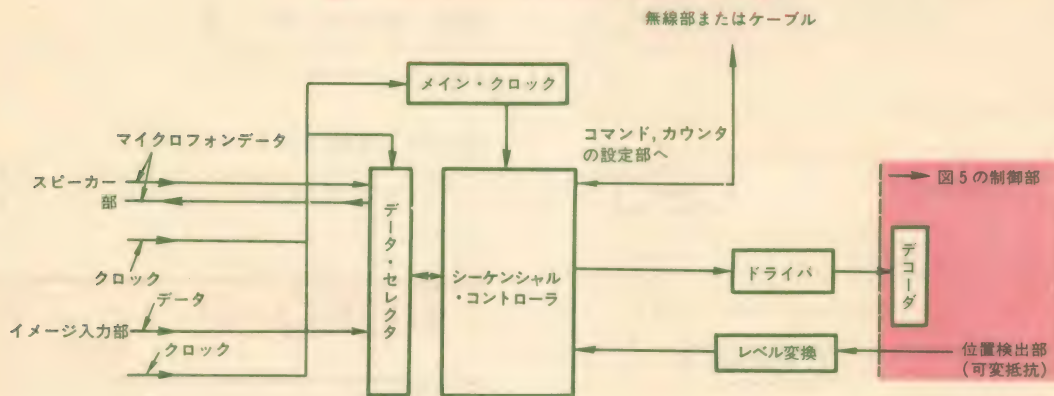 無線部またはケーブル
メイン・クロック
コマンド,カウンタ
の設定部へ
マイクロフォンデータ
スピーカー
部
クロック
データ
イメージ入力部
クロック
データ・セレクタ
シーケンシャル
・コントローラ
ドライバ
レベル変換
図5の制御部
デコーダ
位置検出部
(可変抵抗)